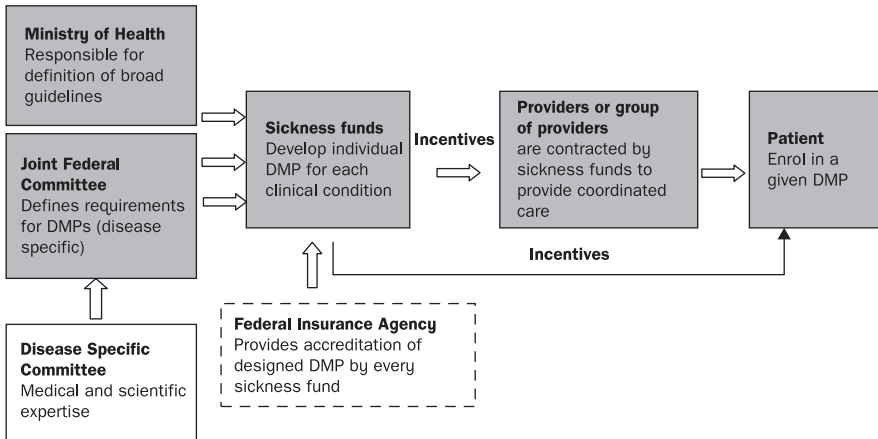 Ministry of Health
Responsible for
definition of broad
guidelines
Joint Federal
Committee
Defines requirements
for DMPs (disease
specific)
Disease Specific
Committee
Medical and scientific
expertise
Sickness funds
Develop individual
DMP for each
clinical condition
Federal Insurance Agency
Provides accreditation of
designed DMP by every
sickness fund
Incentives
Providers or group
of providers
are contracted by
sickness funds to
provide coordinated
care
Incentives
Patient
Enrol in a
given DMP